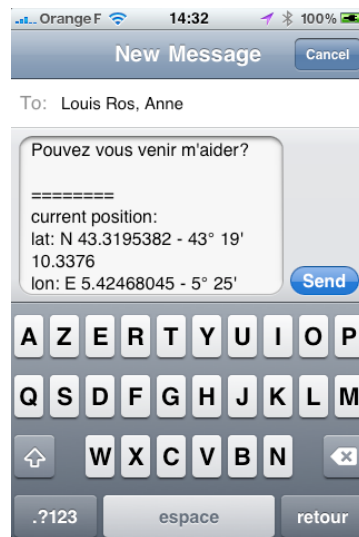 Orange F 14:32 100%
New Message
Cancel
To: Louis Ros, Anne
Pouvez vous venir m'aider?
========
current position:
lat: N 43.3195382 - 43° 19'
10.3376
lon: E 5.42468045 - 5° 25'
Send
A Z E R T Y U I O P
Q S D F G H J K L M
W X C V B N
.?123 espace retour